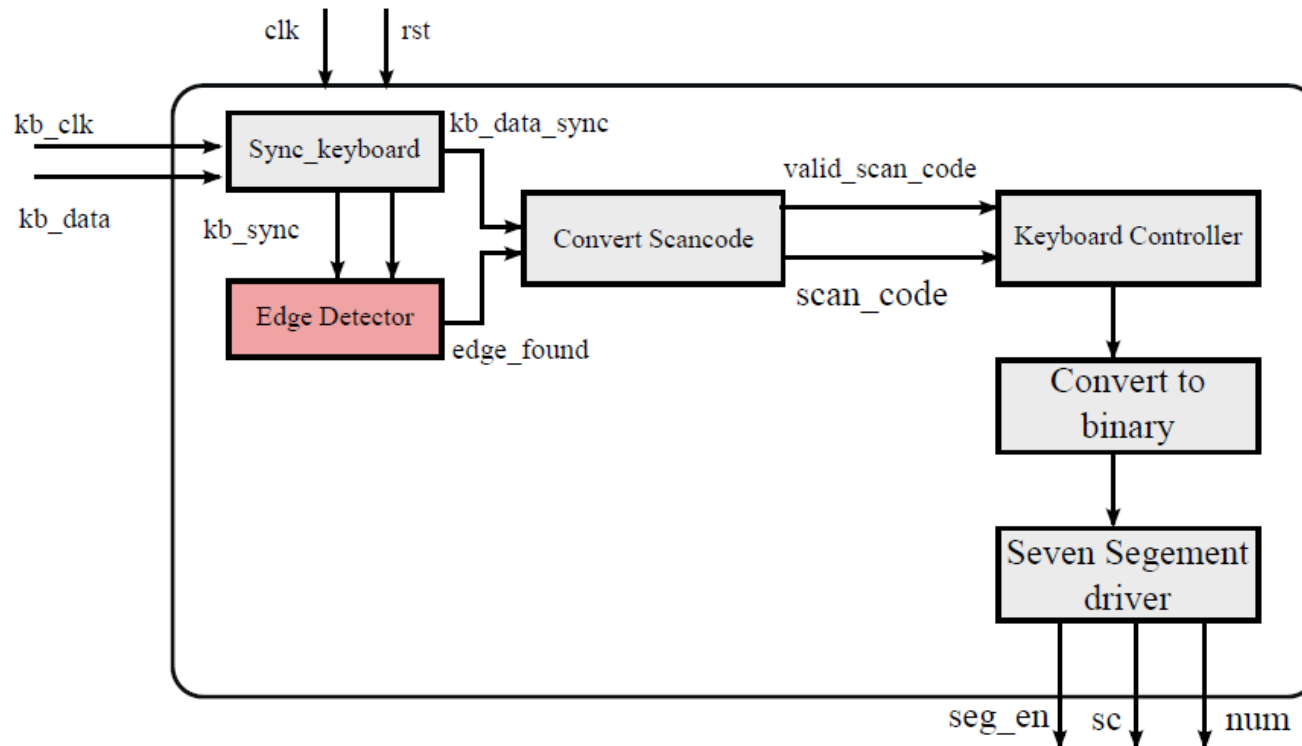 clk
rst
kb_clk
kb_data
Sync_keyboard
kb_data_sync
kb_sync
Edge Detector
edge_found
Convert Scancode
valid_scan_code
scan_code
Keyboard Controller
Convert to
binary
Seven Segement
driver
seg_en
sc
num